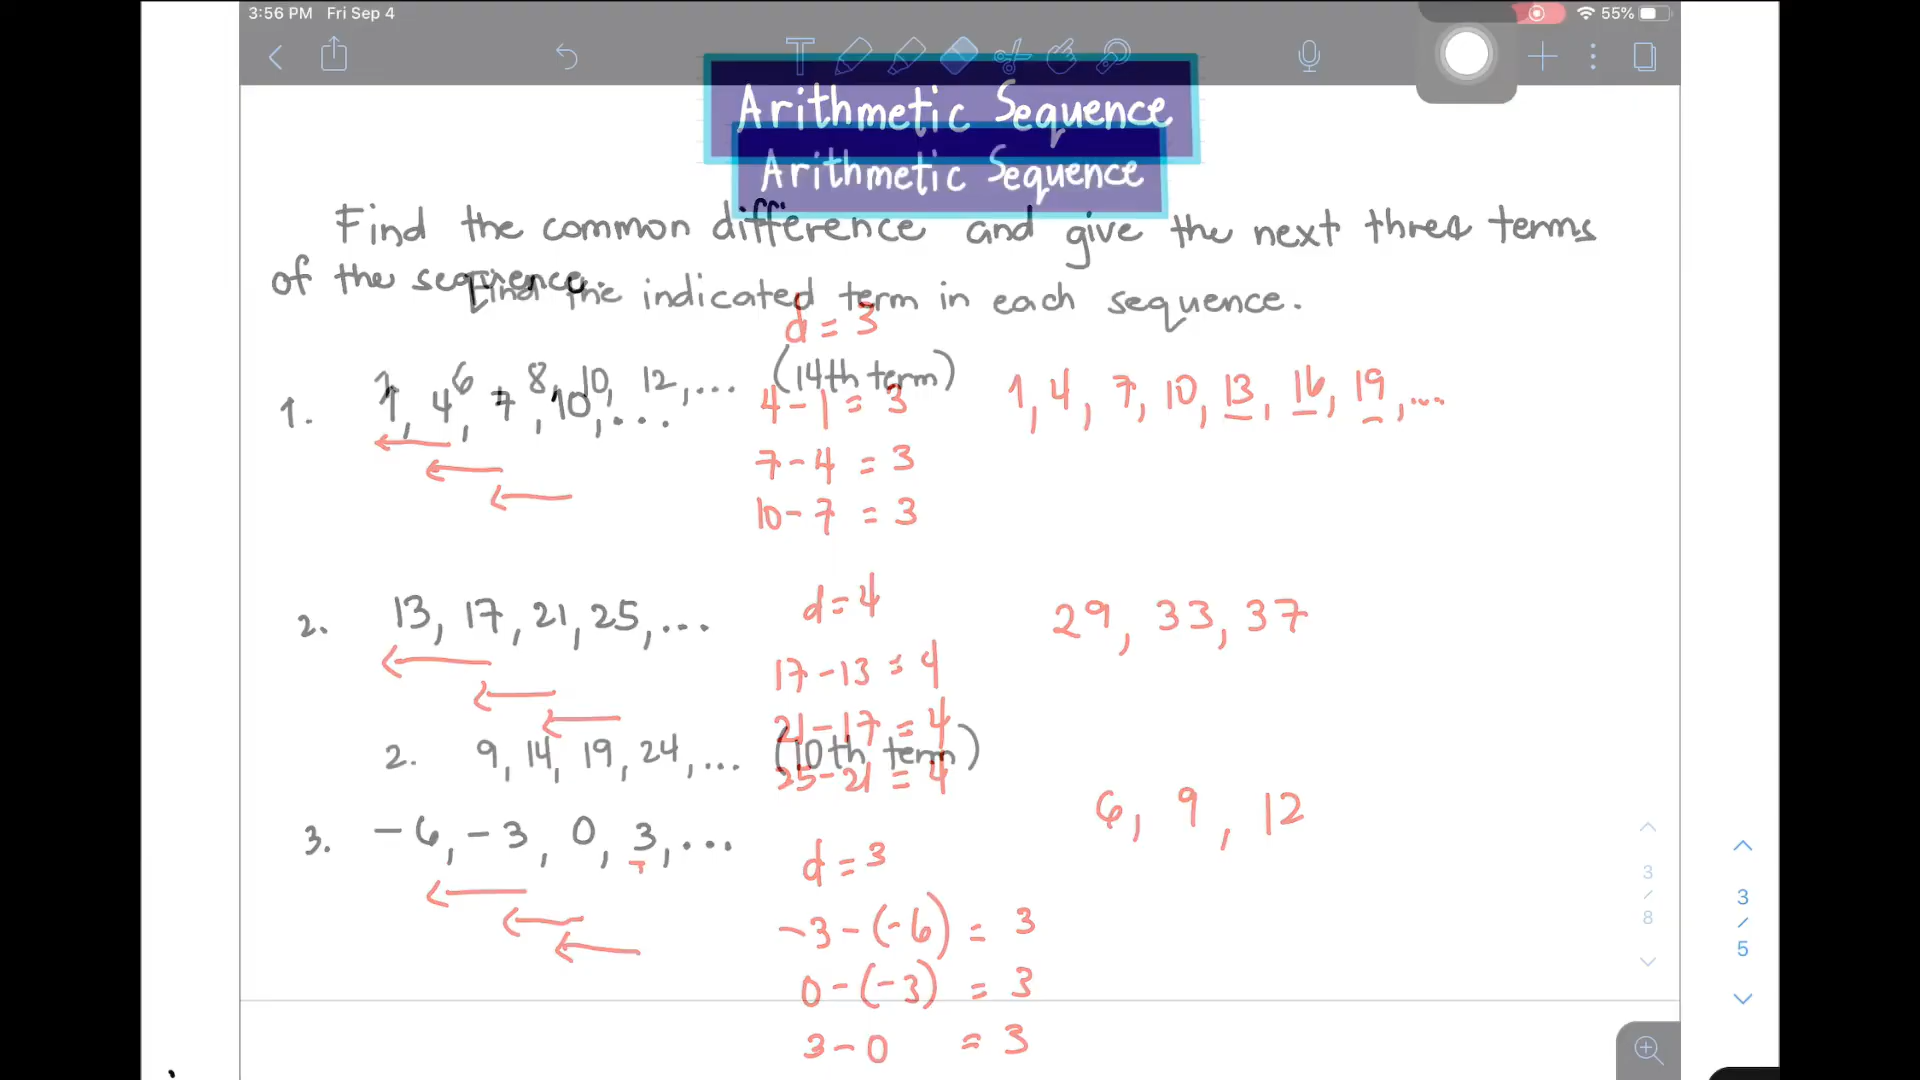 3:56 PM Fri Sep 4
55%
Arithmetic Sequence
Arithmetic Sequence
Find the common difference and give the next three terms
of the sequence.
Find the indicated term in each sequence.
d = 3
1. 1, 4, 7, 10, ...
6, 8, 10, 12, ... (14th term)
4 - 1 = 3
7 - 4 = 3
10 - 7 = 3
1, 4, 7, 10, 13, 16, 19, ...
2. 13, 17, 21, 25, ...
d = 4
29, 33, 37
17 - 13 = 4
21 - 17 = 4
25 - 21 = 4
2. 9, 14, 19, 24, ... (10th term)
3. -6, -3, 0, 3, ...
d = 3
6, 9, 12
-3 - (-6) = 3
0 - (-3) = 3
3 - 0 = 3
3
/
8
3
/
5